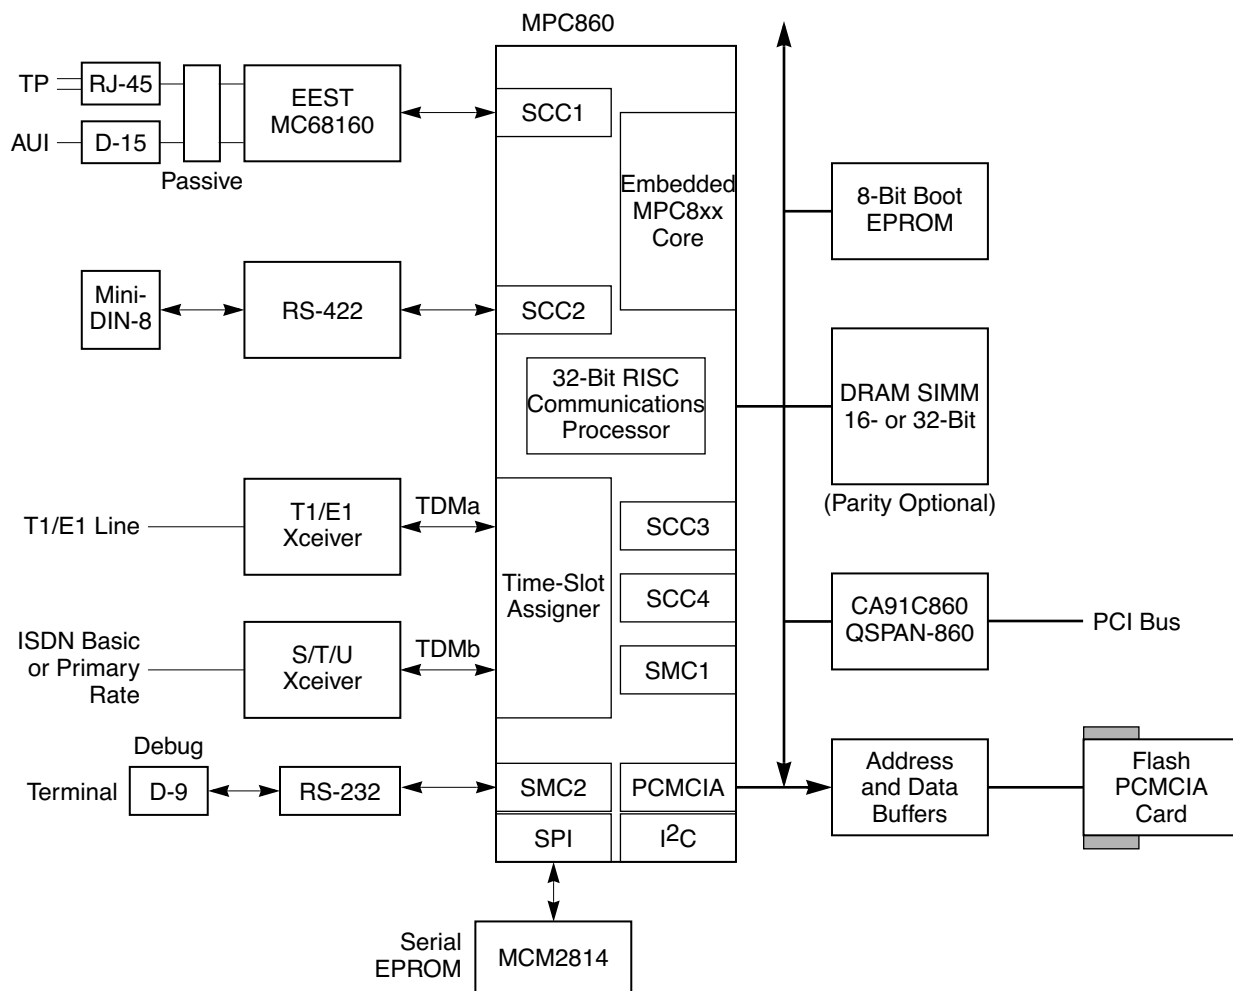 MPC860
TP
RJ-45
EEST
MC68160
SCC1
AUI
D-15
Passive
Embedded
MPC8xx
Core
8-Bit Boot
EPROM
Mini-
DIN-8
RS-422
SCC2
32-Bit RISC
Communications
Processor
DRAM SIMM
16- or 32-Bit
(Parity Optional)
T1/E1 Line
T1/E1
Xceiver
TDMa
Time-Slot
Assigner
SCC3
SCC4
SMC1
CA91C860
QSPAN-860
PCI Bus
ISDN Basic
or Primary
Rate
S/T/U
Xceiver
TDMb
Debug
Terminal
D-9
RS-232
SMC2
PCMCIA
Address
and Data
Buffers
Flash
PCMCIA
Card
SPI
I²C
Serial
EPROM
MCM2814